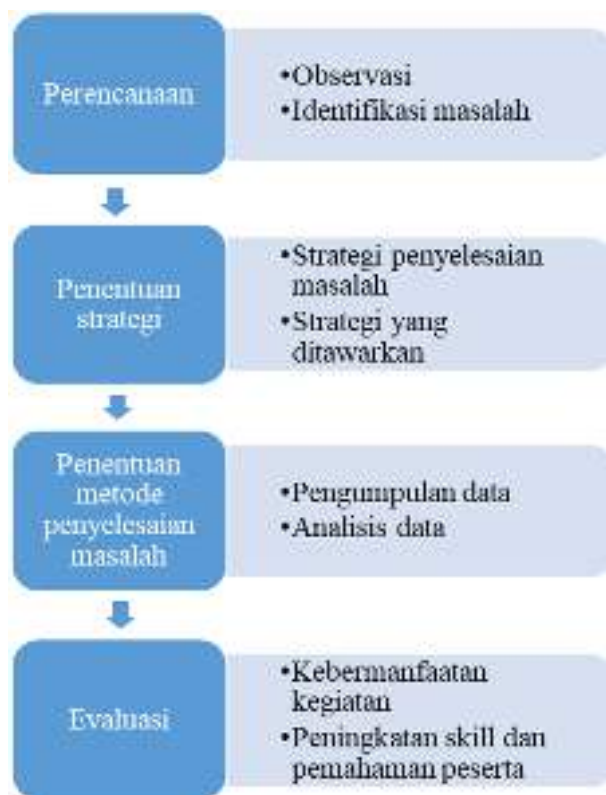 Perencanaan
•Observasi
•Identifikasi masalah
Penentuan
strategi
•Strategi penyelesaian
masalah
•Strategi yang
ditawarkan
Penentuan
metode
penyelesaian
masalah
•Pengumpulan data
•Analisis data
Evaluasi
•Kebermanfaatan
kegiatan
•Peningkatan skill dan
pemahaman peserta